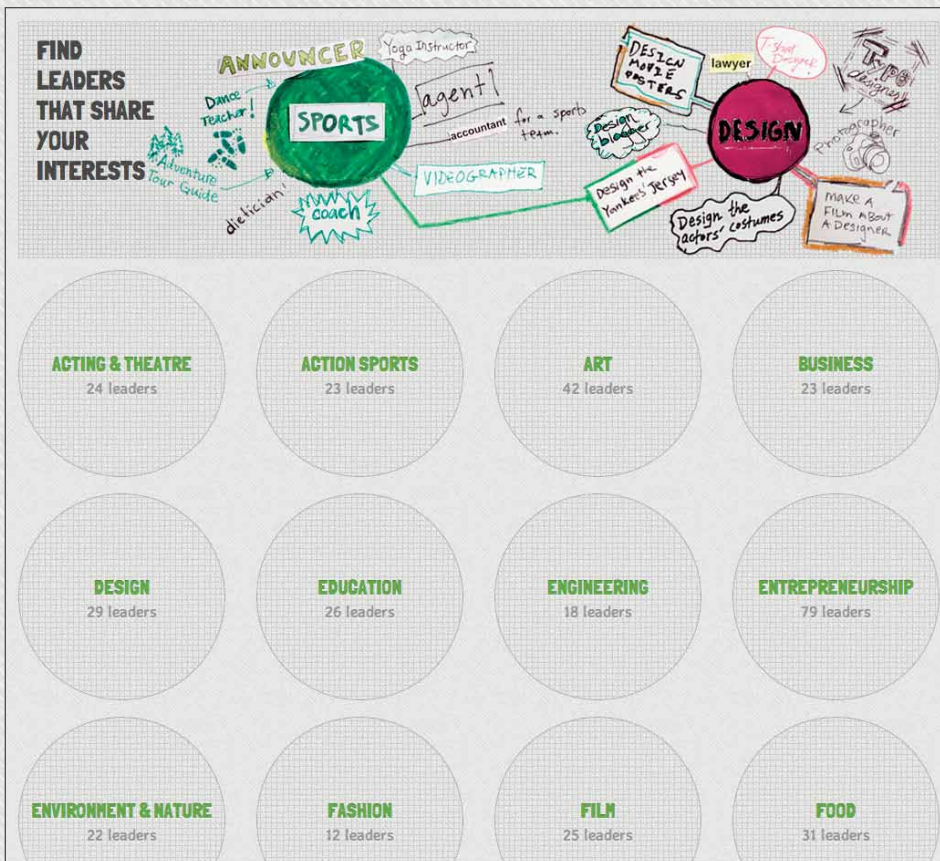 FIND
LEADERS
THAT SHARE
YOUR
INTERESTS
ANNOUNCER
Yoga Instructor
Dance
Teacher!
SPORTS
agent!
accountant for a sports
team.
Adventure
Tour Guide
dietician!
coach
VIDEOGRAPHER
DESIGN
MOVIE
POSTERS
lawyer
T-shirt
Designer
Typo
designer
Design
blogger
DESIGN
Photographer
Design the
Yankers' Jersey
Design the
actors' costumes
MAKE A
FILM ABOUT
A Designer
ACTING & THEATRE
24 leaders
ACTION SPORTS
23 leaders
ART
42 leaders
BUSINESS
23 leaders
DESIGN
29 leaders
EDUCATION
26 leaders
ENGINEERING
18 leaders
ENTREPRENEURSHIP
79 leaders
ENVIRONMENT & NATURE
22 leaders
FASHION
12 leaders
FILM
25 leaders
FOOD
31 leaders